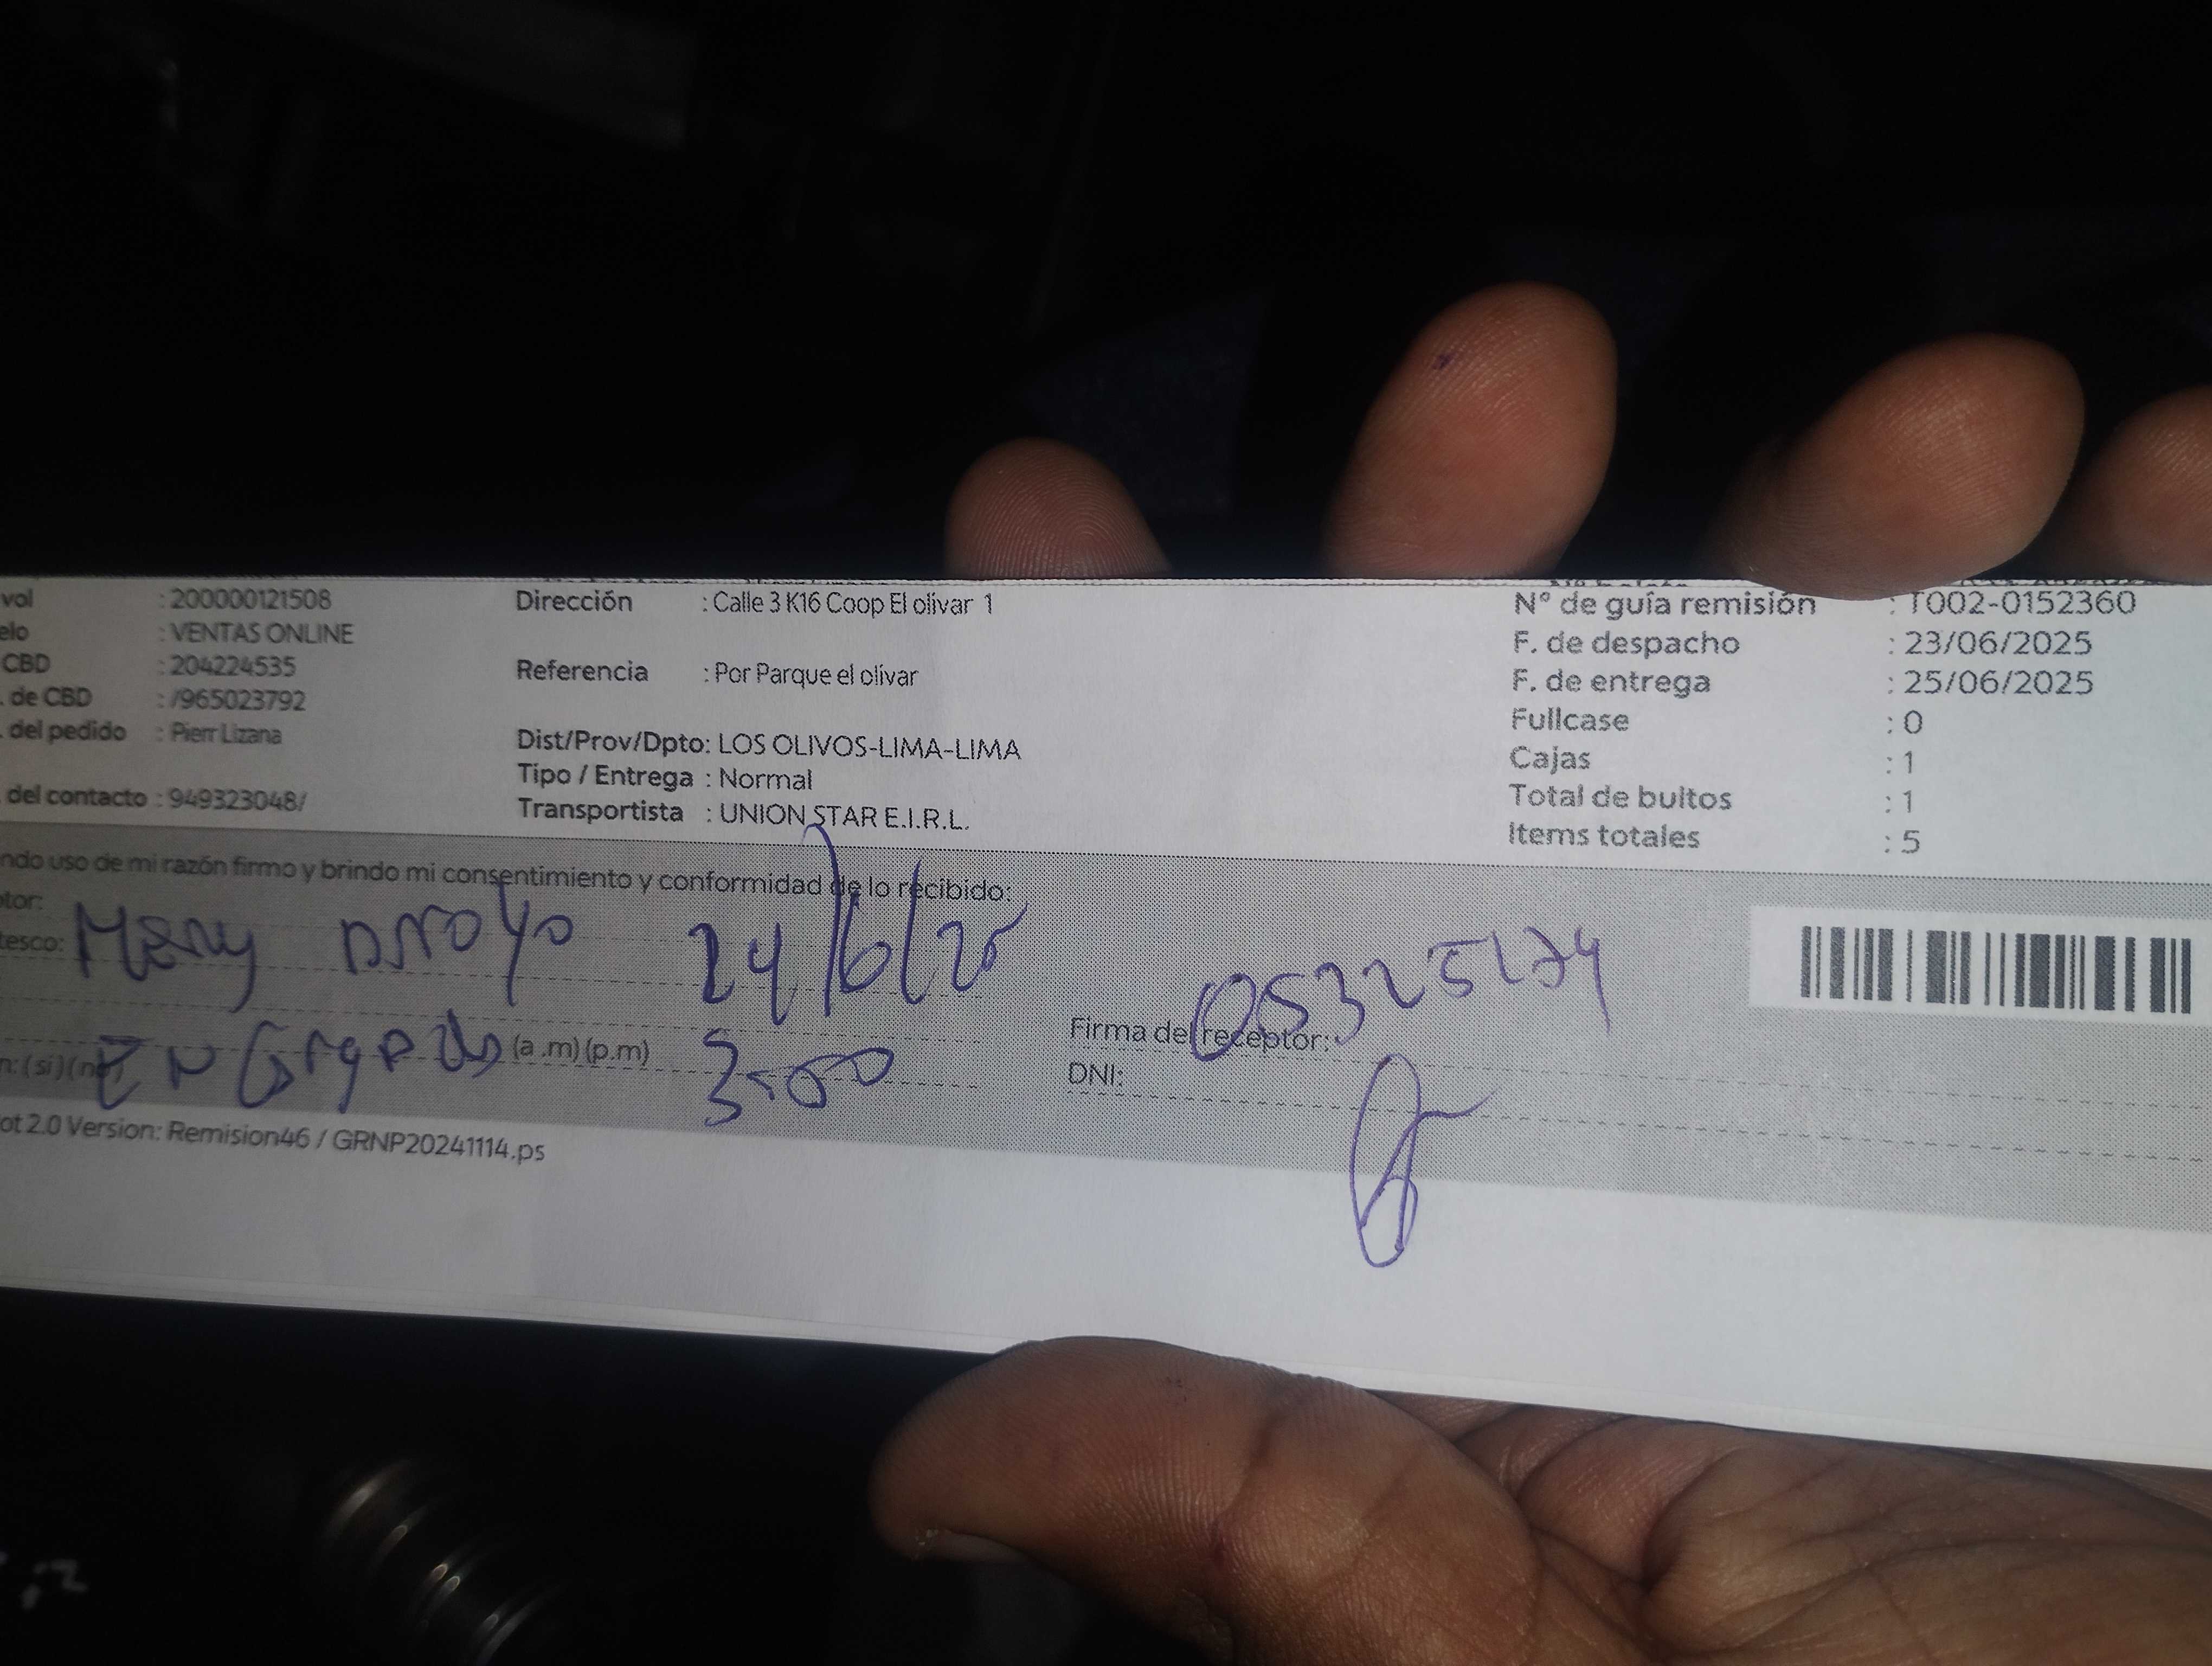 vol : 200000121508
elo : VENTAS ONLINE
CBD : 204224535
. de CBD : /965023792
. del pedido : Pierr Lizana
. del contacto : 949323048/
Dirección : Calle 3 K16 Coop El olivar 1
Referencia : Por Parque el olivar
Dist/Prov/Dpto: LOS OLIVOS-LIMA-LIMA
Tipo / Entrega : Normal
Transportista : UNION STAR E.I.R.L.
N° de guía remisión : T002-0152360
F. de despacho : 23/06/2025
F. de entrega : 25/06/2025
Fullcase : 0
Cajas : 1
Total de bultos : 1
Items totales : 5
ndo uso de mi razón firmo y brindo mi consentimiento y conformidad de lo recibido:
tor:
tesco: Meny Arroyo 24/6/25
n: (si) (no) (a .m) (p.m) 3:00
Firma del receptor:
DNI:
ot 2.0 Version: Remision46 / GRNP20241114.ps